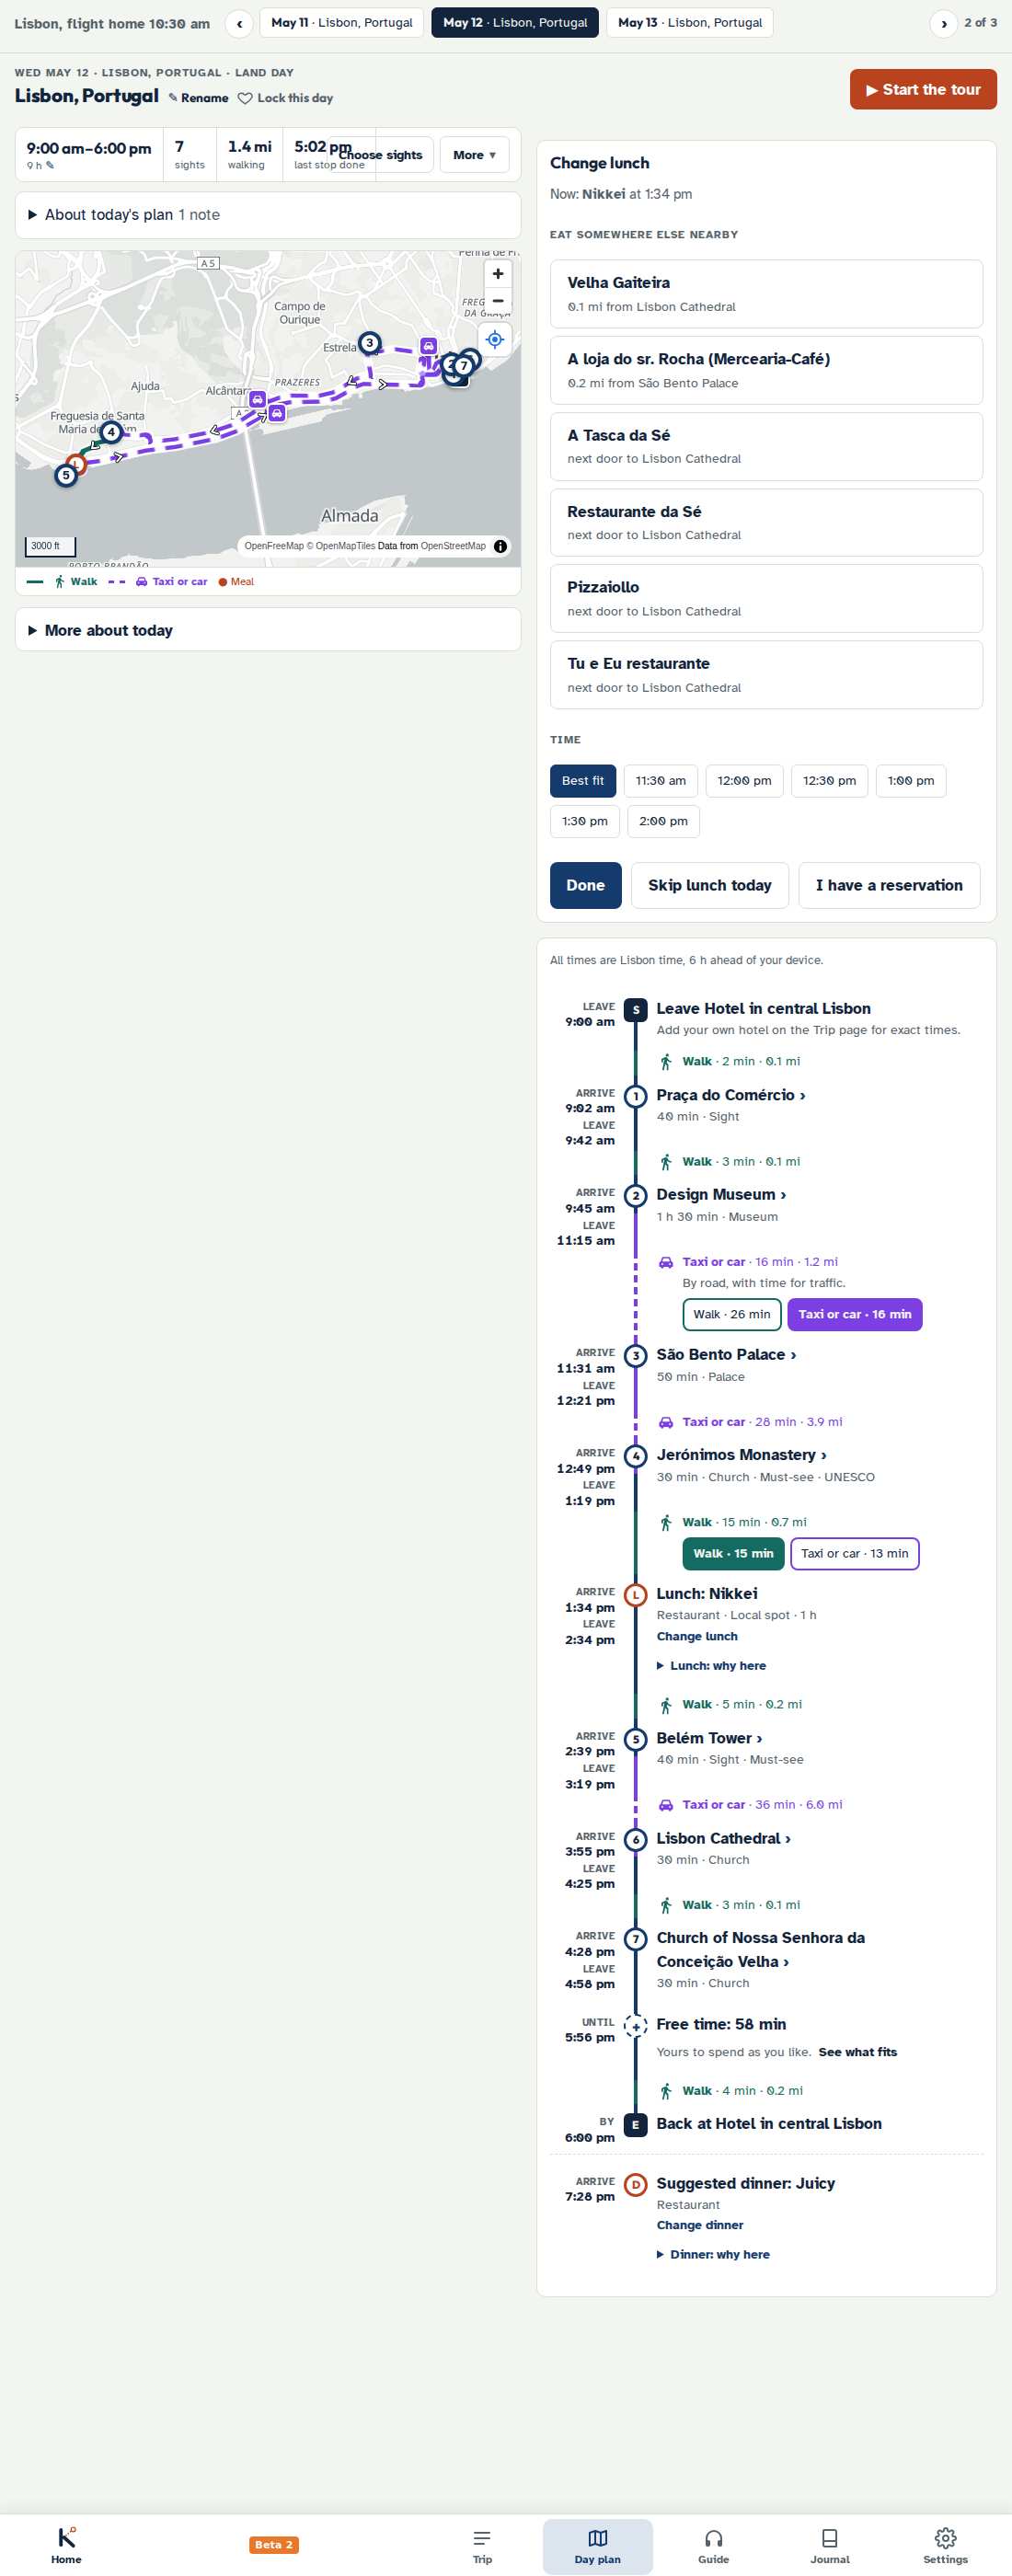 Lisbon, flight home 10:30 am
‹
May 11 · Lisbon, Portugal
May 12 · Lisbon, Portugal
May 13 · Lisbon, Portugal
›
2 of 3
WED MAY 12 · LISBON, PORTUGAL · LAND DAY
Lisbon, Portugal ✎ Rename ♡ Lock this day
▶ Start the tour
9:00 am–6:00 pm
9 h ✎
7
sights
1.4 mi
walking
5:02 pm
last stop done
Choose sights
More ▾
▶ About today's plan 1 note
A 5
Campo de
Ourique
DA GRAÇA
+
−
Estrela
3
2
7
PRAZERES
Ajuda
Alcântar
Freguesia de Santa
Maria de
4
L
5
Almada
3000 ft
OpenFreeMap © OpenMapTiles Data from OpenStreetMap
Walk
Taxi or car
Meal
▶ More about today
Change lunch
Now: Nikkei at 1:34 pm
EAT SOMEWHERE ELSE NEARBY
Velha Gaiteira
0.1 mi from Lisbon Cathedral
A loja do sr. Rocha (Mercearia-Café)
0.2 mi from São Bento Palace
A Tasca da Sé
next door to Lisbon Cathedral
Restaurante da Sé
next door to Lisbon Cathedral
Pizzaiollo
next door to Lisbon Cathedral
Tu e Eu restaurante
next door to Lisbon Cathedral
TIME
Best fit
11:30 am
12:00 pm
12:30 pm
1:00 pm
1:30 pm
2:00 pm
Done
Skip lunch today
I have a reservation
All times are Lisbon time, 6 h ahead of your device.
LEAVE
9:00 am
S
Leave Hotel in central Lisbon
Add your own hotel on the Trip page for exact times.
Walk · 2 min · 0.1 mi
ARRIVE
9:02 am
LEAVE
9:42 am
1
Praça do Comércio ›
40 min · Sight
Walk · 3 min · 0.1 mi
ARRIVE
9:45 am
LEAVE
11:15 am
2
Design Museum ›
1 h 30 min · Museum
Taxi or car · 16 min · 1.2 mi
By road, with time for traffic.
Walk · 26 min
Taxi or car · 16 min
ARRIVE
11:31 am
LEAVE
12:21 pm
3
São Bento Palace ›
50 min · Palace
Taxi or car · 28 min · 3.9 mi
ARRIVE
12:49 pm
LEAVE
1:19 pm
4
Jerónimos Monastery ›
30 min · Church · Must-see · UNESCO
Walk · 15 min · 0.7 mi
Walk · 15 min
Taxi or car · 13 min
ARRIVE
1:34 pm
LEAVE
2:34 pm
L
Lunch: Nikkei
Restaurant · Local spot · 1 h
Change lunch
▶ Lunch: why here
Walk · 5 min · 0.2 mi
ARRIVE
2:39 pm
LEAVE
3:19 pm
5
Belém Tower ›
40 min · Sight · Must-see
Taxi or car · 36 min · 6.0 mi
ARRIVE
3:55 pm
LEAVE
4:25 pm
6
Lisbon Cathedral ›
30 min · Church
Walk · 3 min · 0.1 mi
ARRIVE
4:28 pm
LEAVE
4:58 pm
7
Church of Nossa Senhora da
Conceição Velha ›
30 min · Church
UNTIL
5:56 pm
+
Free time: 58 min
Yours to spend as you like. See what fits
Walk · 4 min · 0.2 mi
BY
6:00 pm
E
Back at Hotel in central Lisbon
ARRIVE
7:28 pm
D
Suggested dinner: Juicy
Restaurant
Change dinner
▶ Dinner: why here
Home
Beta 2
Trip
Day plan
Guide
Journal
Settings